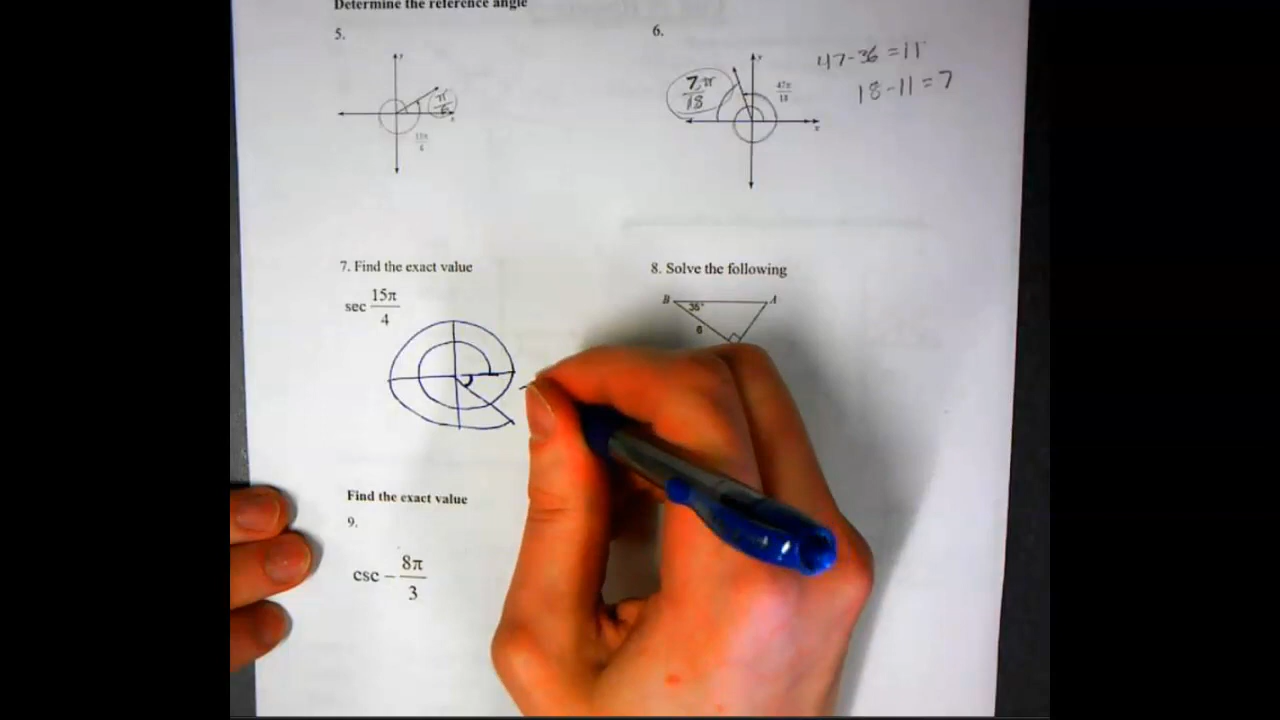 Determine the reference angle
5.
y
π/6
x
6.
y
7π/18
47π/18
x
47-36 = 11
18-11 = 7
7. Find the exact value
sec 15π/4
8. Solve the following
B
A
36°
6
Find the exact value
9.
csc - 8π/3